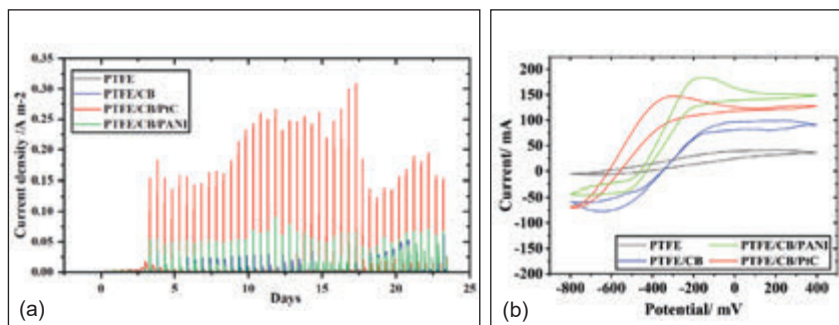 0.35
0.30
0.25
0.20
0.15
0.10
0.05
0.00
Current density /A m-2
PTFE
PTFE/CB
PTFE/CB/PtC
PTFE/CB/PANI
0 5 10 15 20 25
Days
(a)
200
150
100
50
0
-50
-100
-150
-200
Current/ mA
PTFE PTFE/CB/PANI
PTFE/CB PTFE/CB/PtC
-800 -600 -400 -200 0 200 400
Potential/ mV
(b)